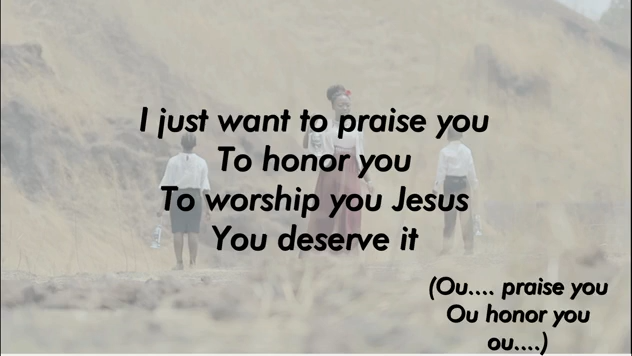 I just want to praise you
To honor you
To worship you Jesus
You deserve it
(Ou.... praise you
Ou honor you
ou....)